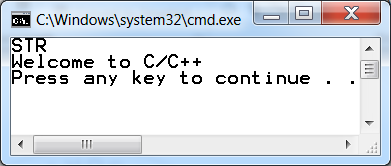 C:\Windows\system32\cmd.exe
STR
Welcome to C/C++
Press any key to continue . .